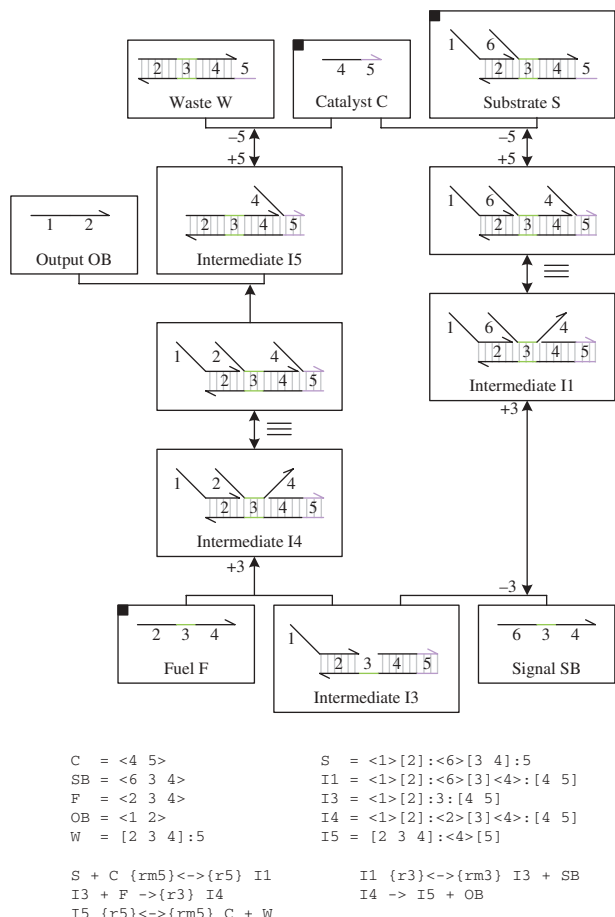 1 6
2 3 4 5
Waste W
4 5
Catalyst C
2 3 4 5
Substrate S
–5
+5
–5
+5
1 2
Output OB
4
2 3 4 5
Intermediate I5
1 6 4
2 3 4 5
1 2 4
2 3 4 5
1 6 4
2 3 4 5
Intermediate I1
+3
1 2 4
2 3 4 5
Intermediate I4
+3
–3
2 3 4
Fuel F
1
2 3 4 5
Intermediate I3
6 3 4
Signal SB
C = <4 5>
SB = <6 3 4>
F = <2 3 4>
OB = <1 2>
W = [2 3 4]:5
S = <1>[2]:<6>[3 4]:5
I1 = <1>[2]:<6>[3]<4>:[4 5]
I3 = <1>[2]:3:[4 5]
I4 = <1>[2]:<2>[3]<4>:[4 5]
I5 = [2 3 4]:<4>[5]
S + C {rm5}<->{r5} I1
I3 + F ->{r3} I4
I5 {r5}<->{rm5} C + W
I1 {r3}<->{rm3} I3 + SB
I4 -> I5 + OB